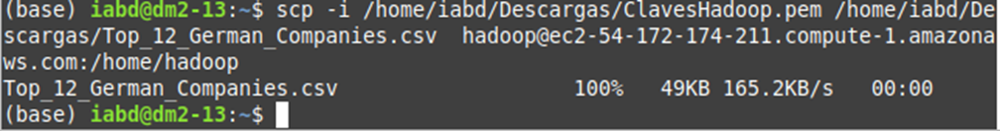 (base) iabd@dm2-13:~$ scp -i /home/iabd/Descargas/ClavesHadoop.pem /home/iabd/De
scargas/Top_12_German_Companies.csv  hadoop@ec2-54-172-174-211.compute-1.amazona
ws.com:/home/hadoop
Top_12_German_Companies.csv                   100%   49KB 165.2KB/s   00:00
(base) iabd@dm2-13:~$